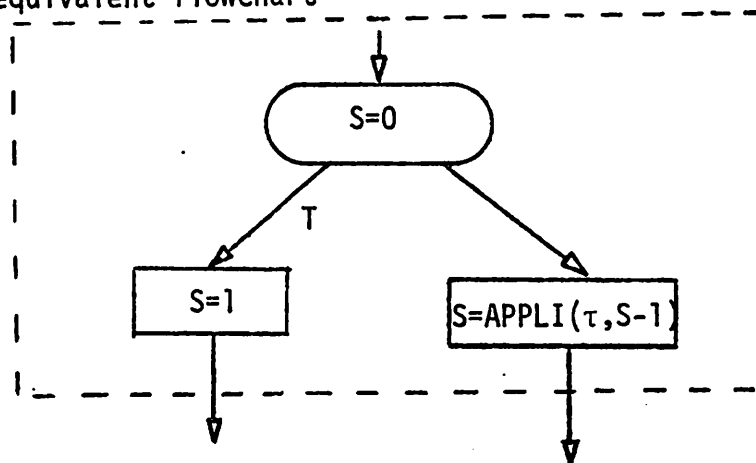 equivalent flowchart
S=0
T
S=1
S=APPLI(τ,S-1)